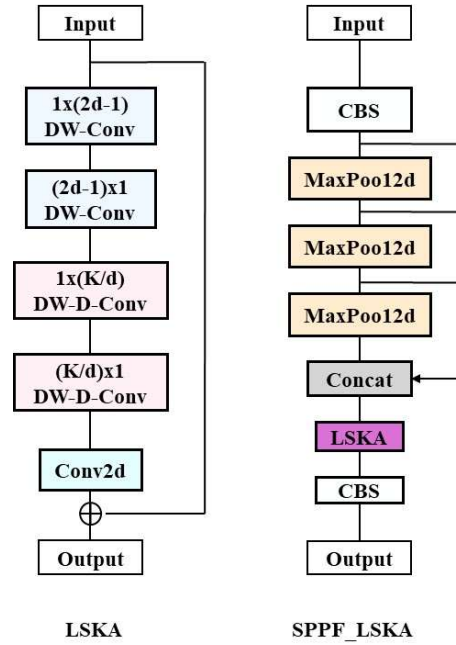 Input
1x(2d-1)
DW-Conv
(2d-1)x1
DW-Conv
1x(K/d)
DW-D-Conv
(K/d)x1
DW-D-Conv
Conv2d
Output
LSKA
Input
CBS
MaxPoo12d
MaxPoo12d
MaxPoo12d
Concat
LSKA
CBS
Output
SPPF_LSKA